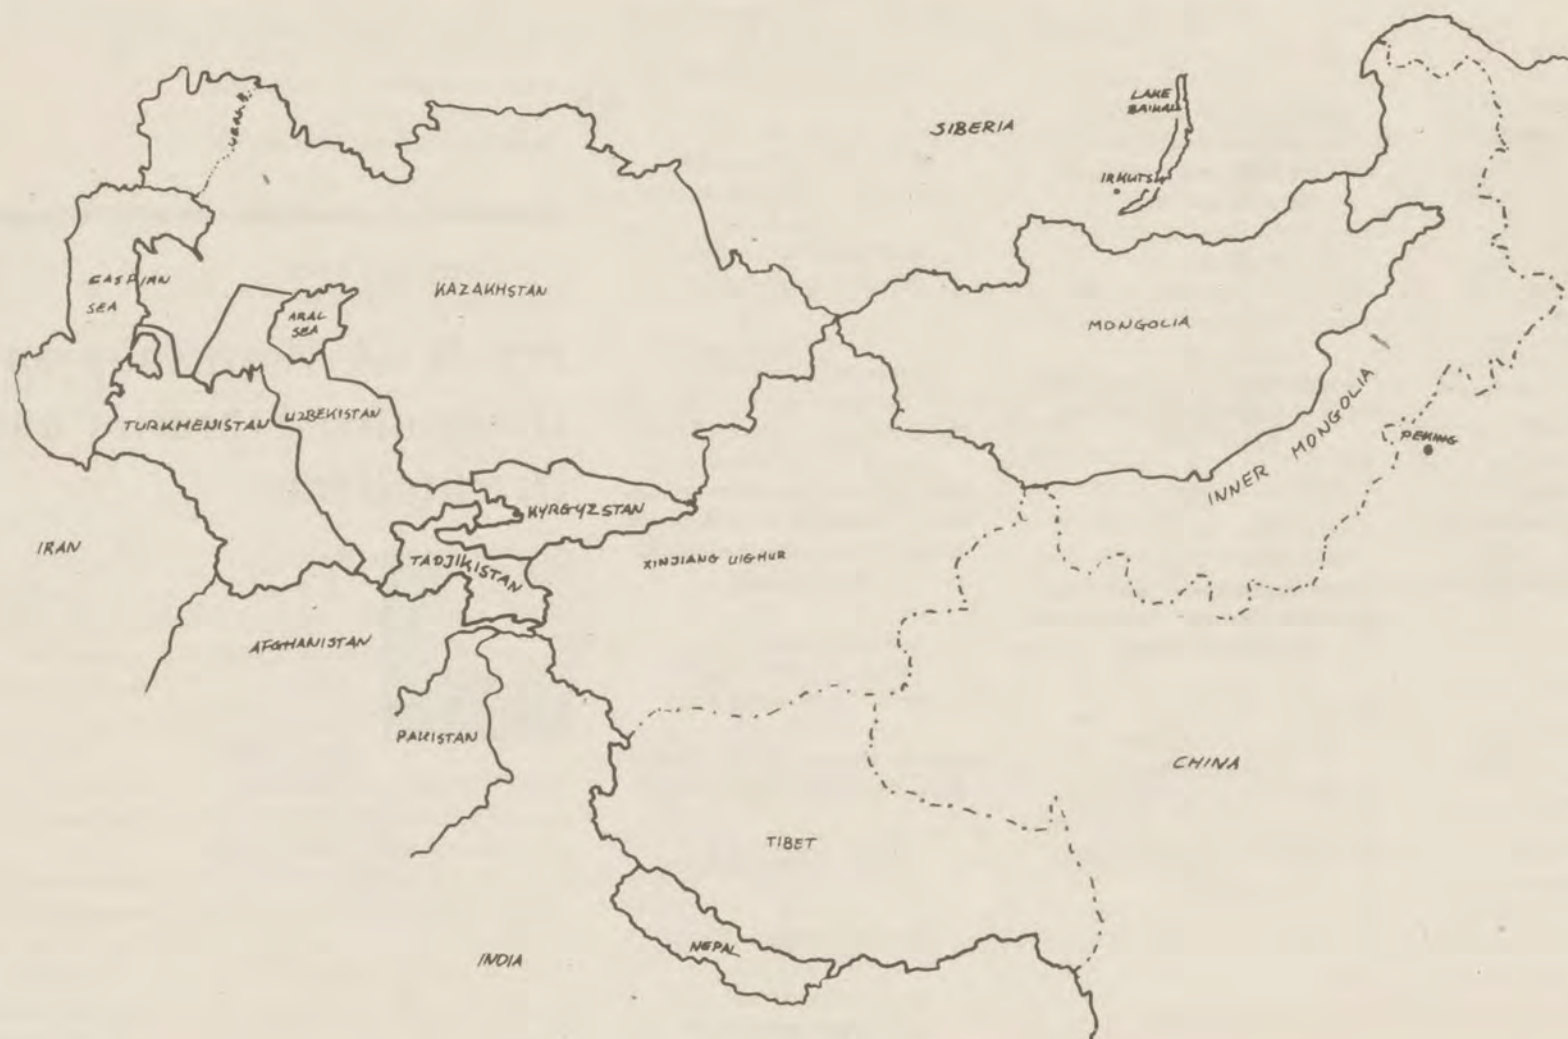 LAKE
BAIKAL
SIBERIA
IRKUTSK
CASPIAN
SEA
KAZAKHSTAN
ARAL
SEA
MONGOLIA
TURKMENISTAN
UZBEKISTAN
INNER MONGOLIA
PEKING
KYRGYZSTAN
IRAN
TADJIKISTAN
XINJIANG UIGHUR
AFGHANISTAN
PAKISTAN
CHINA
TIBET
NEPAL
INDIA